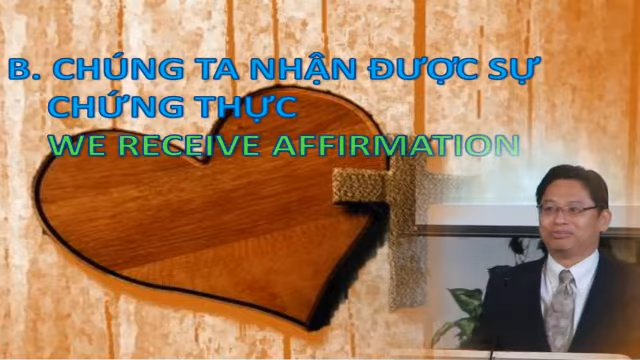 B. CHÚNG TA NHẬN ĐƯỢC SỰ
CHỨNG THỰC
WE RECEIVE AFFIRMATION